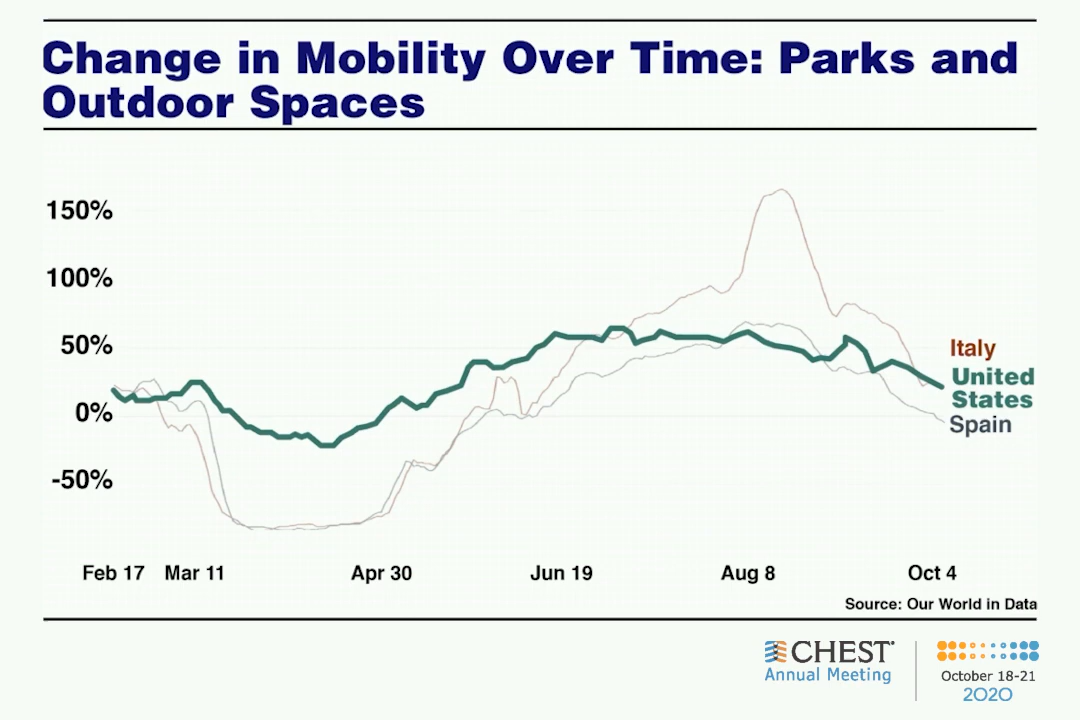 Change in Mobility Over Time: Parks and
Outdoor Spaces
150%
100%
50%
0%
-50%
Italy
United
States
Spain
Feb 17 Mar 11 Apr 30 Jun 19 Aug 8 Oct 4
Source: Our World in Data
CHEST
Annual Meeting
October 18-21
2020